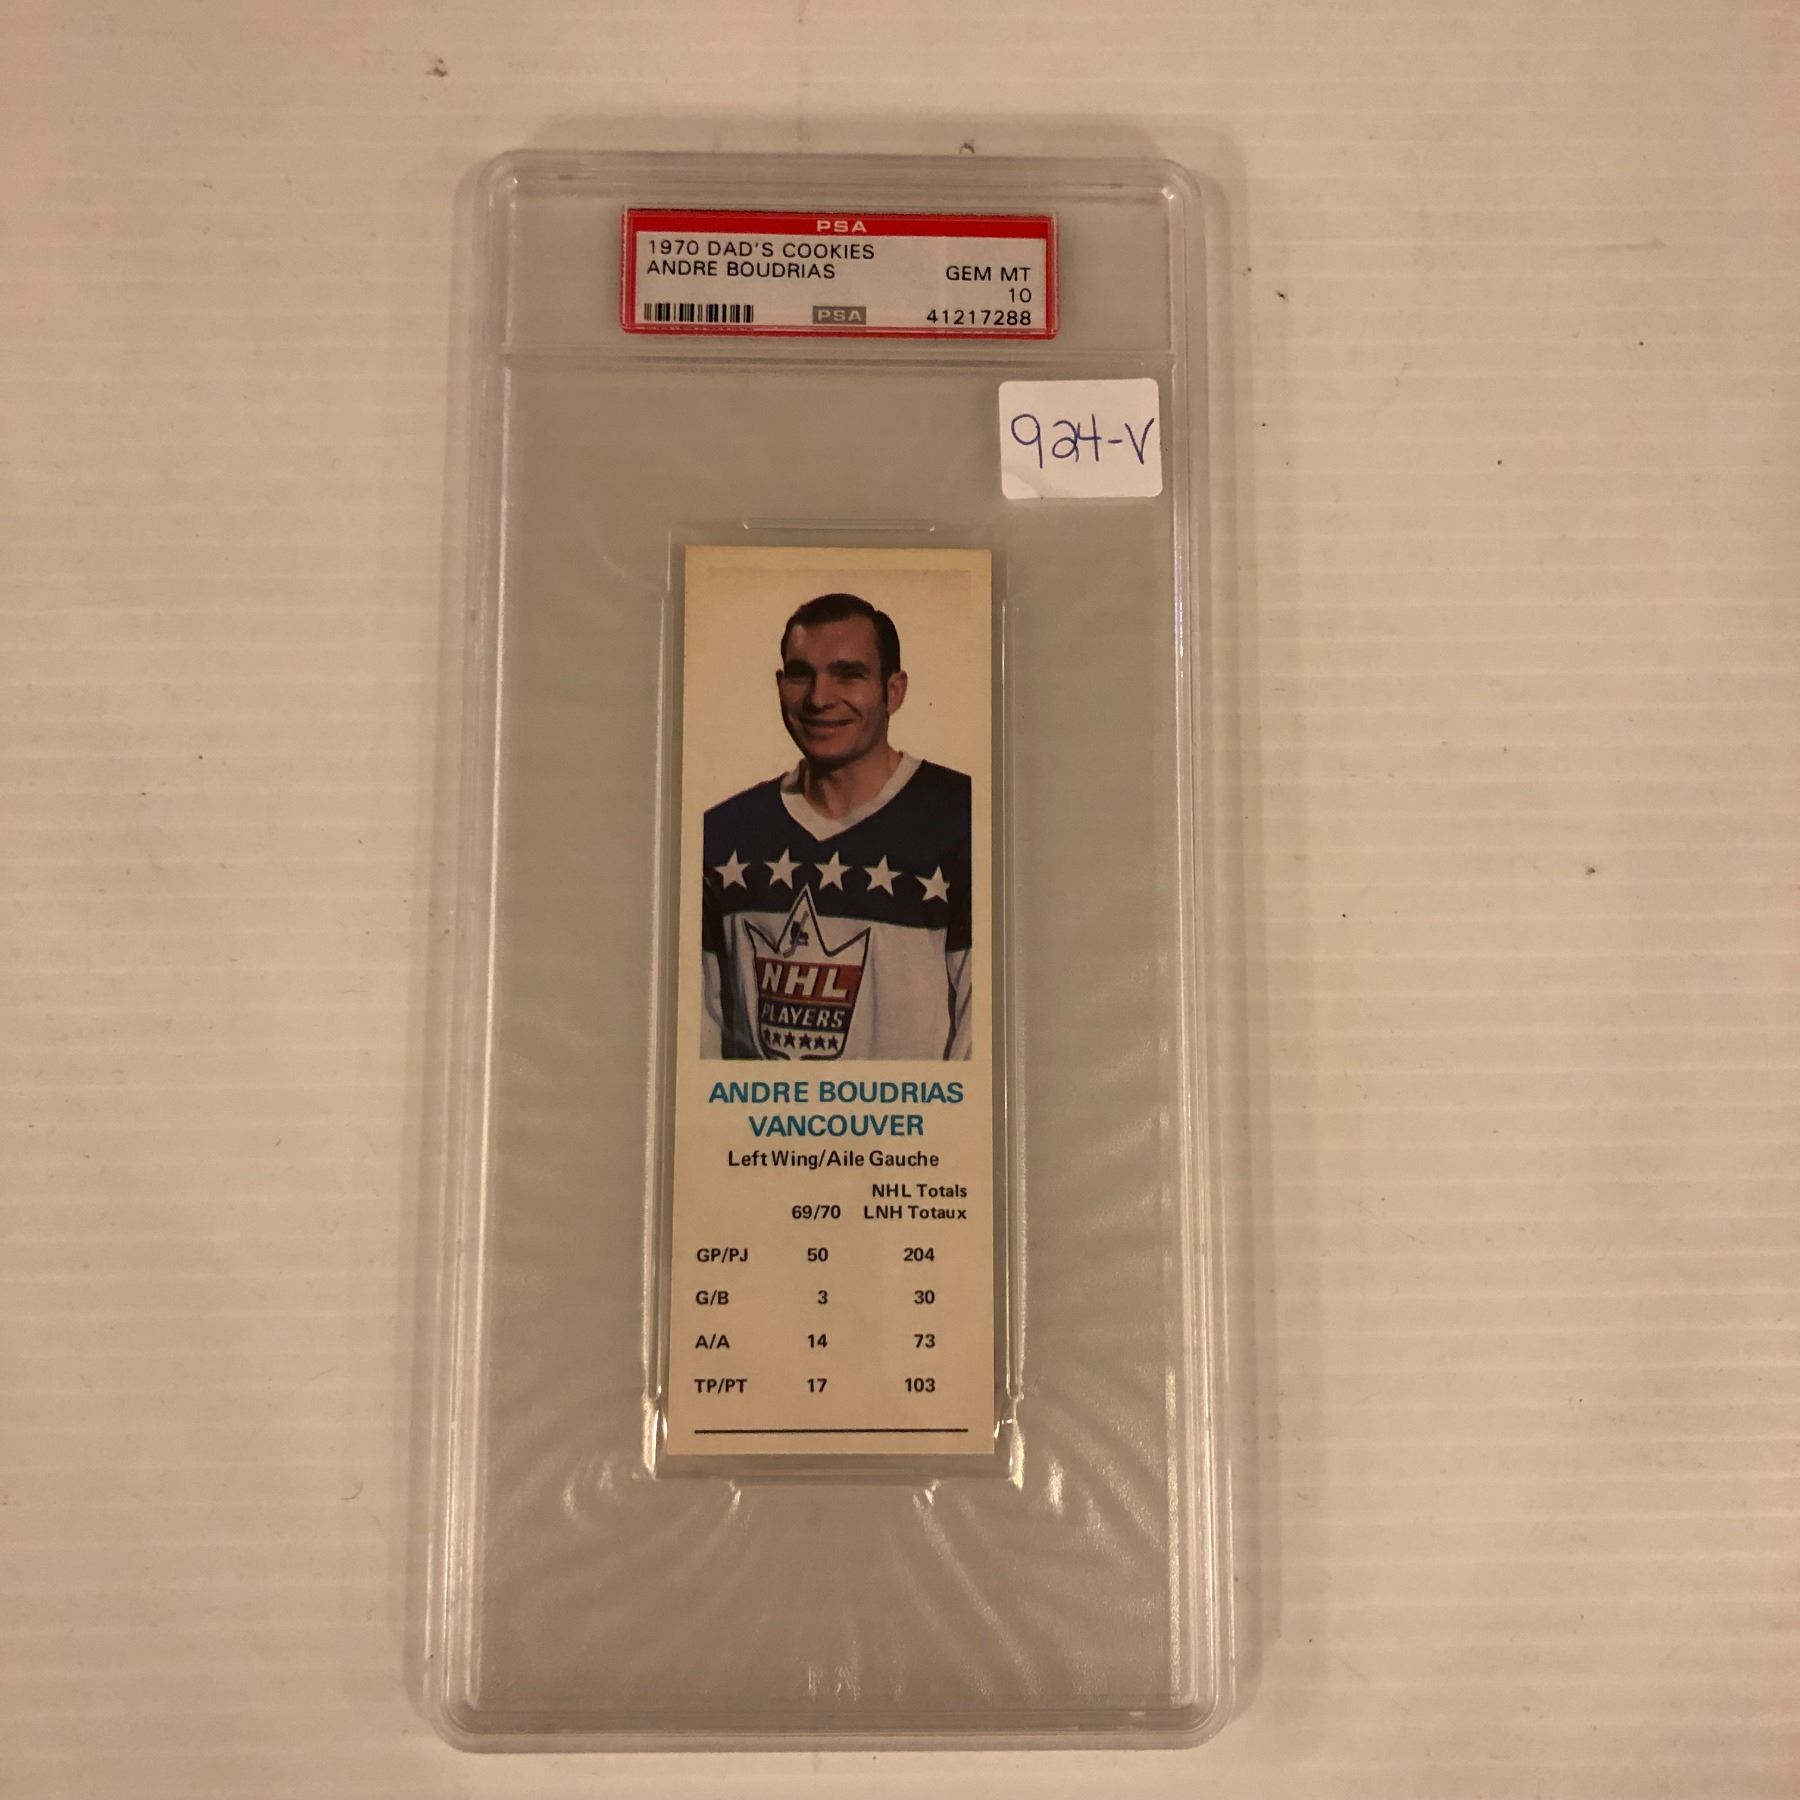 PSA
1970 DAD'S COOKIES
ANDRE BOUDRIAS GEM MT
10
PSA 41217288
924-V
NHL
PLAYERS
ANDRE BOUDRIAS
VANCOUVER
Left Wing/Aile Gauche
NHL Totals
69/70 LNH Totaux
GP/PJ 50 204
G/B 3 30
A/A 14 73
TP/PT 17 103